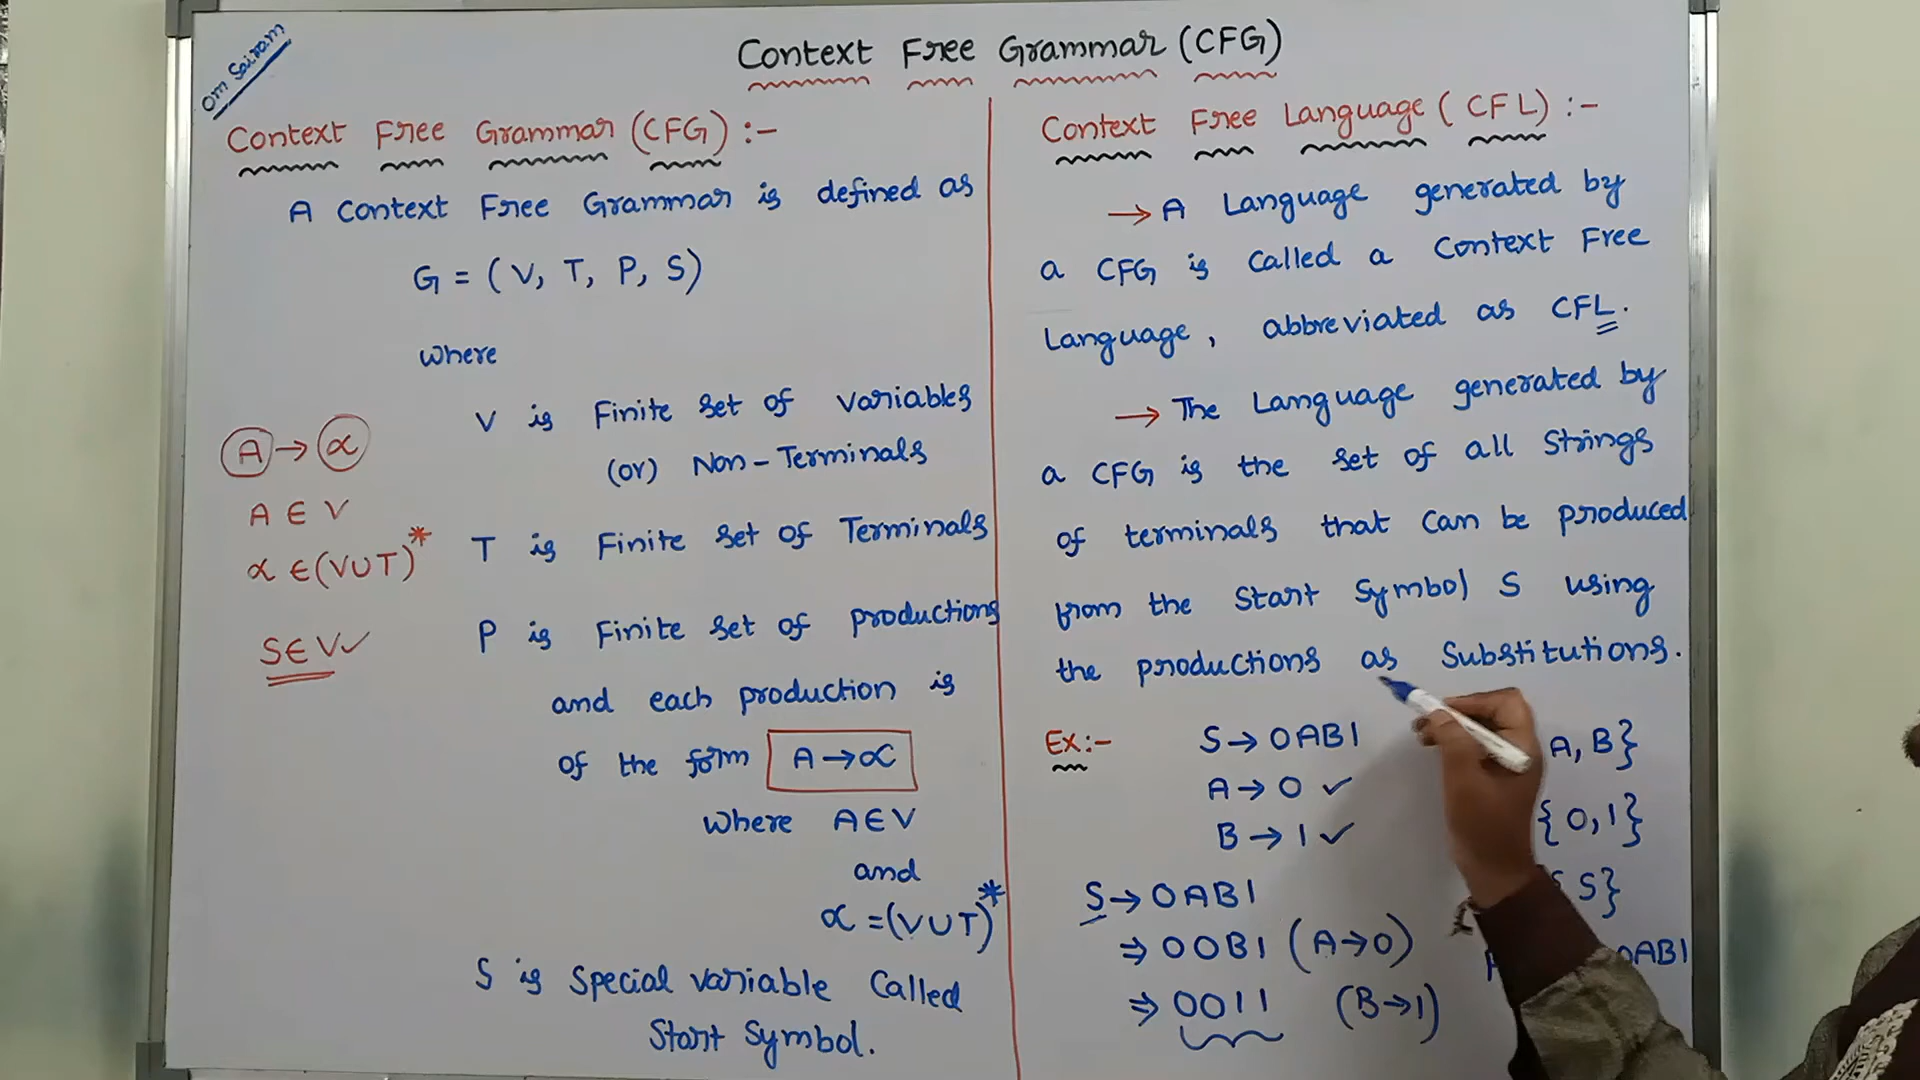 Om Sairam
Context Free Grammar (CFG)
Context Free Grammar (CFG) :-
A Context Free Grammar is defined as
G = (V, T, P, S)
where
V is Finite set of variables
(or) Non-Terminals
T is Finite set of Terminals
P is Finite set of productions
and each production is
of the form A→α
where A∈V
and
α =(V∪T)*
S is Special variable Called
Start Symbol.
A → α
A ∈ V
α ∈(V∪T)*
S∈V✓
Context Free Language ( CFL) :-
→ A Language generated by
a CFG is called a Context Free
Language, abbreviated as CFL.
→ The Language generated by
a CFG is the set of all Strings
of terminals that can be produced
from the Start Symbol S using
the productions as Substitutions.
Ex:-
S→0AB1
A→0 ✓
B→1 ✓
S→0AB1
⇒00B1 (A→0)
⇒0011 (B→1)
A, B}
{0,1}
S}
0AB1